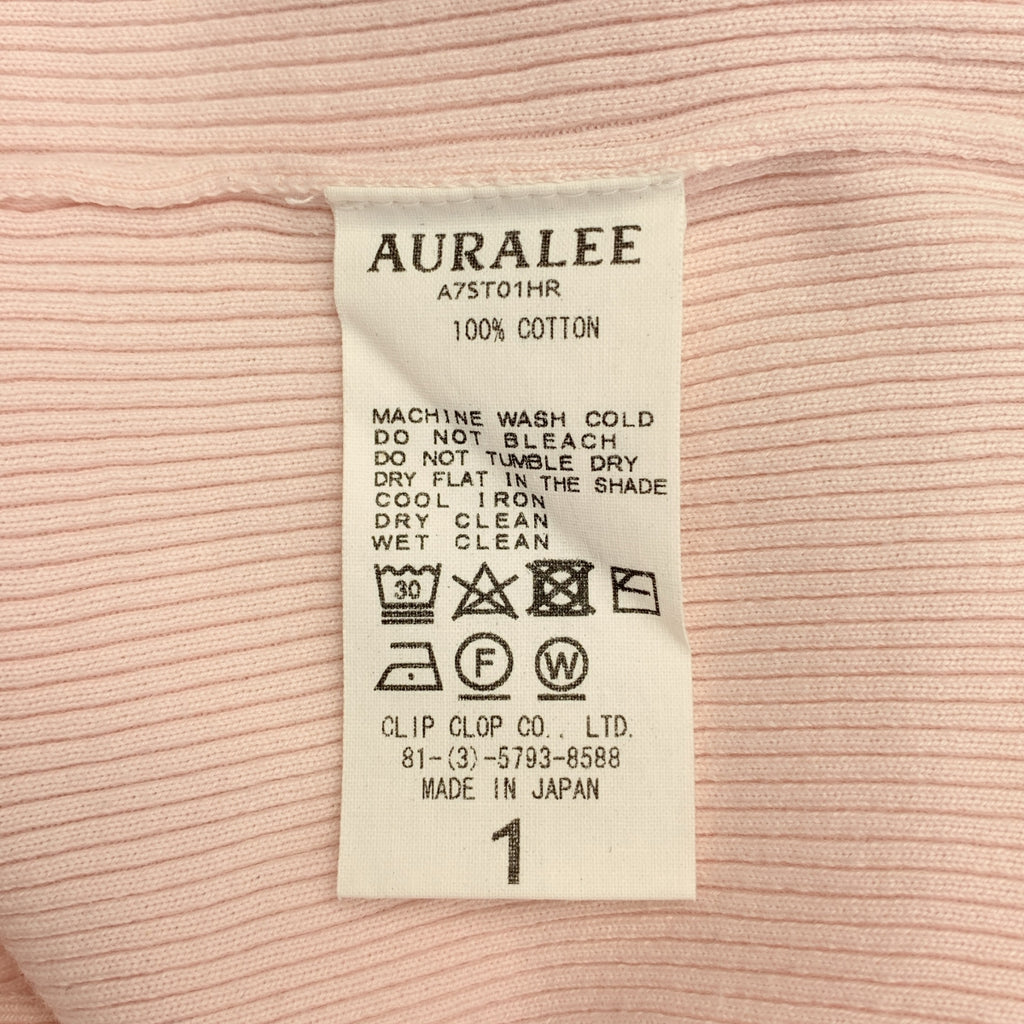 AURALEE
A7ST01HR
100% COTTON
MACHINE WASH COLD
DO NOT BLEACH
DO NOT TUMBLE DRY
DRY FLAT IN THE SHADE
COOL IRON
DRY CLEAN
WET CLEAN
30
F W
CLIP CLOP CO., LTD.
81-(3)-5793-8588
MADE IN JAPAN
1